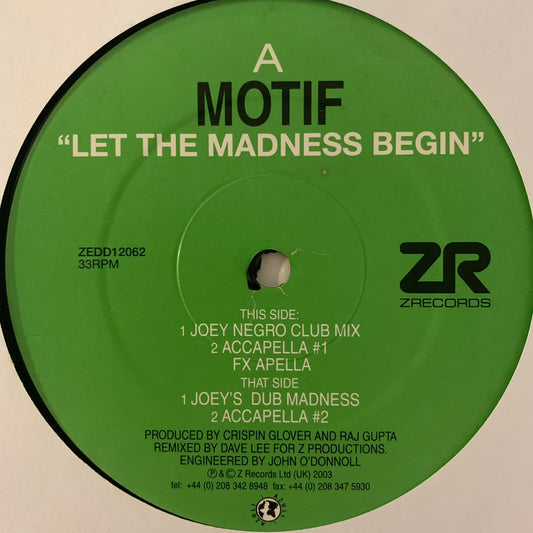 A
MOTIF
“LET THE MADNESS BEGIN”
ZEDD12062
33RPM
ZR
ZRECORDS
THIS SIDE:
1 JOEY NEGRO CLUB MIX
2 ACCAPELLA #1
FX APELLA
THAT SIDE
1 JOEY'S DUB MADNESS
2 ACCAPELLA #2
PRODUCED BY CRISPIN GLOVER AND RAJ GUPTA
REMIXED BY DAVE LEE FOR Z PRODUCTIONS.
ENGINEERED BY JOHN O'DONNOLL
℗ & © Z Records Ltd (UK) 2003
tel: +44 (0) 208 342 8948 fax: +44 (0) 208 347 5930
AZULI AZULI